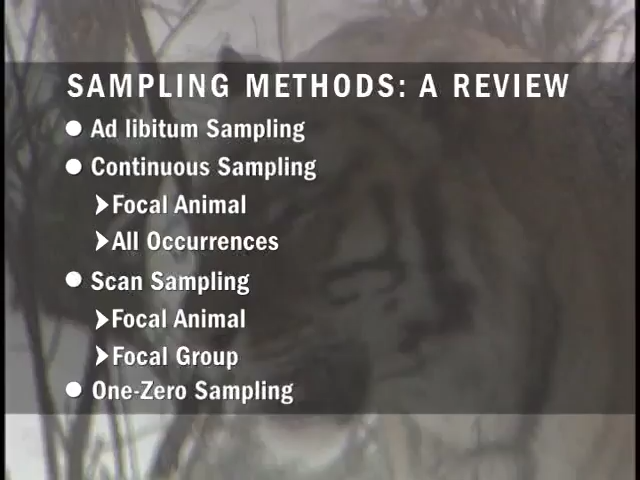 SAMPLING METHODS: A REVIEW
Ad libitum Sampling
Continuous Sampling
Focal Animal
All Occurrences
Scan Sampling
Focal Animal
Focal Group
One-Zero Sampling